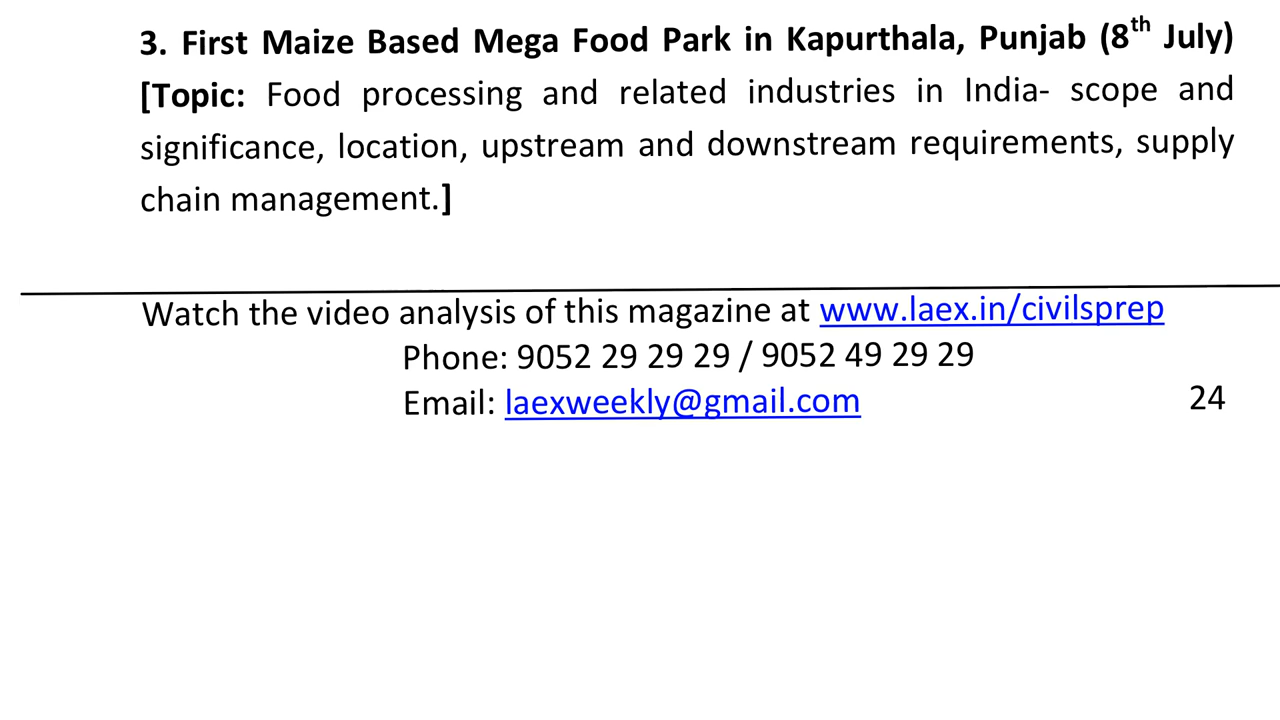 3. First Maize Based Mega Food Park in Kapurthala, Punjab (8th July)
[Topic: Food processing and related industries in India- scope and
significance, location, upstream and downstream requirements, supply
chain management.]
Watch the video analysis of this magazine at www.laex.in/civilsprep
Phone: 9052 29 29 29 / 9052 49 29 29
Email: laexweekly@gmail.com
24